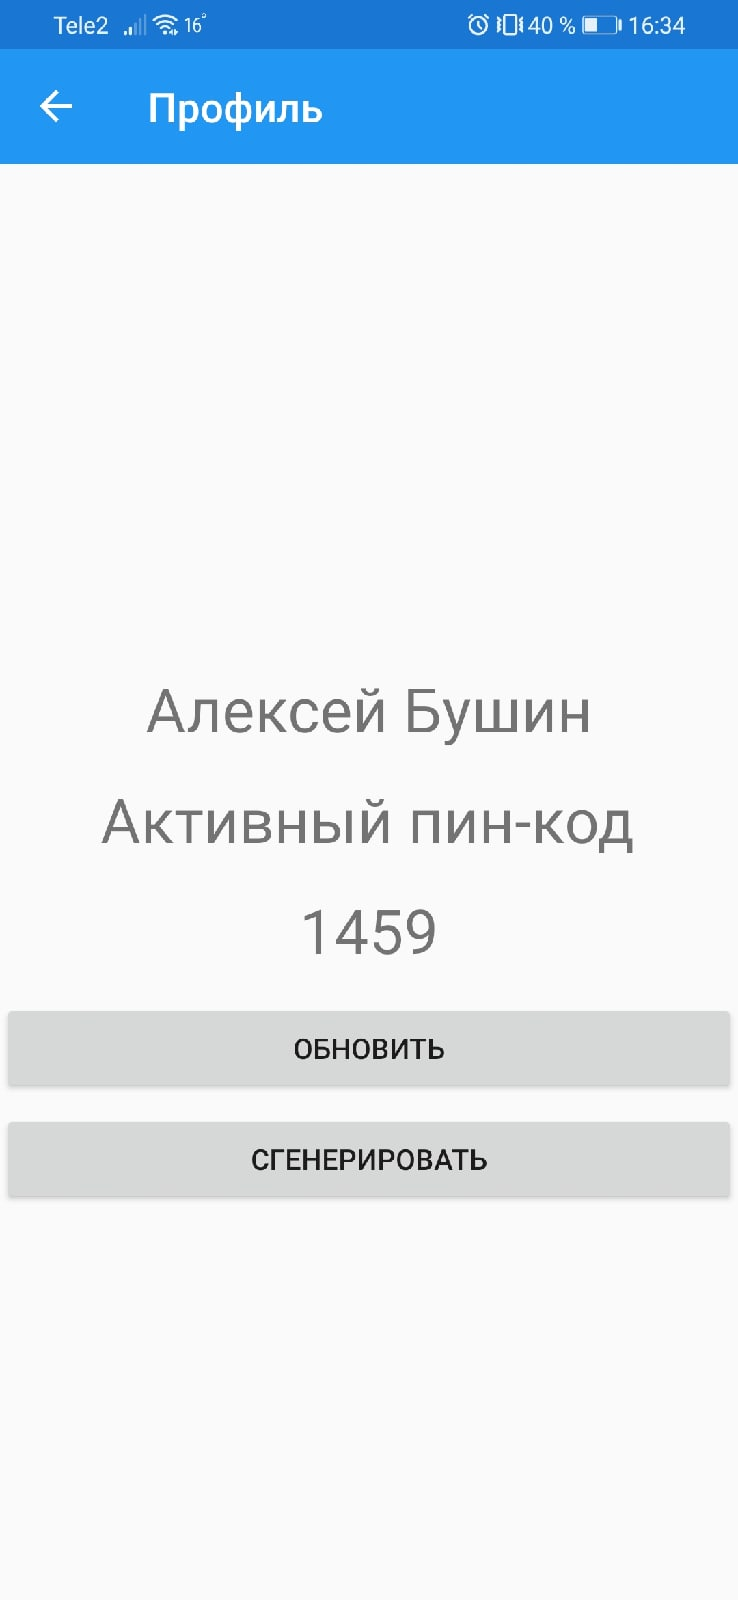 Tele2 16° 40 % 16:34
Профиль
Алексей Бушин
Активный пин-код
1459
ОБНОВИТЬ
СГЕНЕРИРОВАТЬ